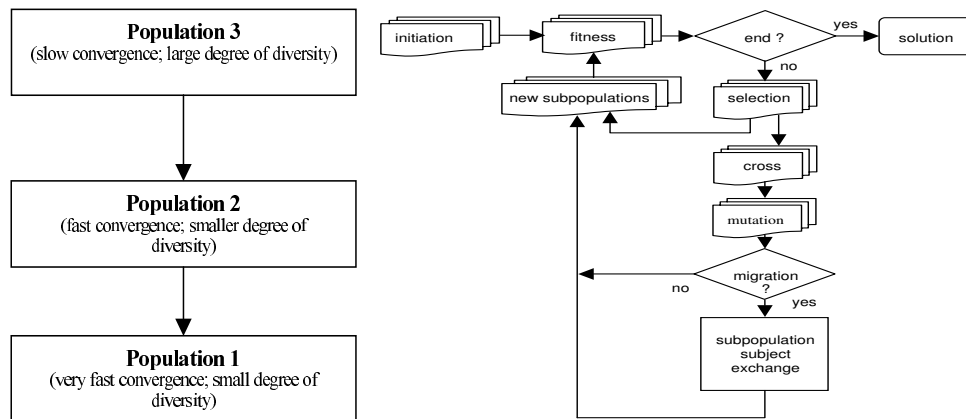 Population 3
(slow convergence; large degree of diversity)
Population 2
(fast convergence; smaller degree of
diversity)
Population 1
(very fast convergence; small degree of
diversity)
initiation
fitness
end ?
yes
solution
no
new subpopulations
selection
cross
mutation
migration
?
no
yes
subpopulation
subject
exchange